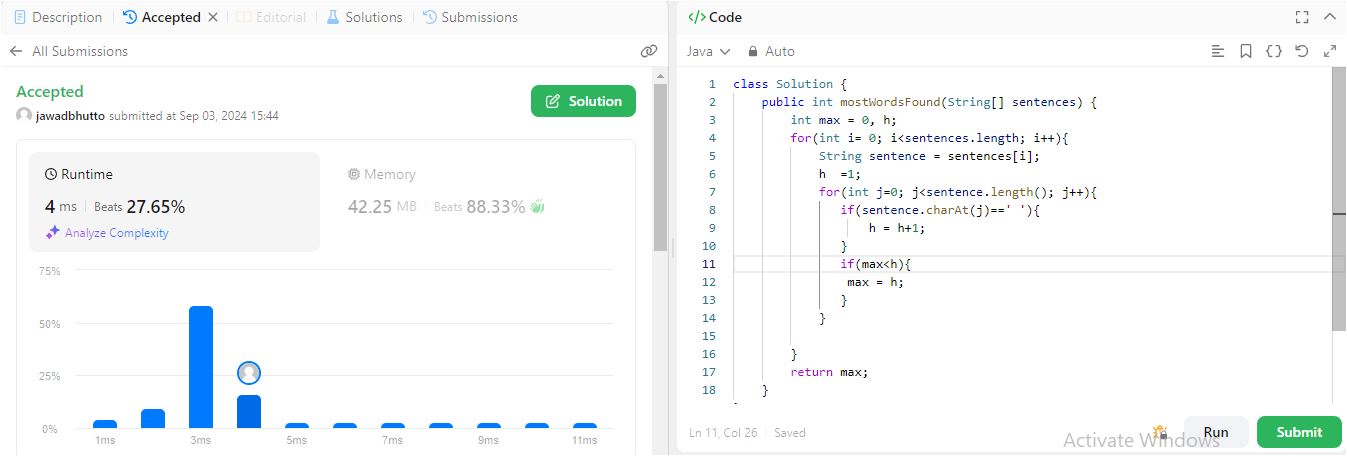 Description Accepted Editorial Solutions Submissions
All Submissions
Accepted
jawadbhutto submitted at Sep 03, 2024 15:44
Solution
Runtime
4 ms Beats 27.65%
Analyze Complexity
Memory
42.25 MB Beats 88.33%
75%
50%
25%
0%
1ms 3ms 5ms 7ms 9ms 11ms
</> Code
Java Auto
1 class Solution {
2 public int mostWordsFound(String[] sentences) {
3 int max = 0, h;
4 for(int i= 0; i<sentences.length; i++){
5 String sentence = sentences[i];
6 h  =1;
7 for(int j=0; j<sentence.length(); j++){
8 if(sentence.charAt(j)==' '){
9 h = h+1;
10 }
11 if(max<h){
12 max = h;
13 }
14 }
15
16 }
17 return max;
18 }
Ln 11, Col 26 Saved
Run Submit
Activate Windows